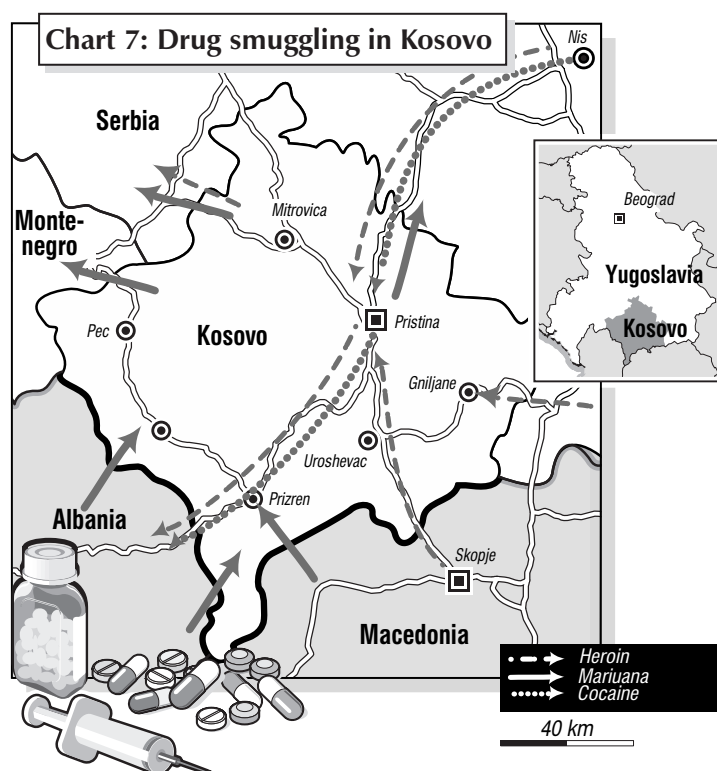 Chart 7: Drug smuggling in Kosovo
Nis
Serbia
Mitrovica
Monte-
negro
Beograd
Yugoslavia
Kosovo
Pec
Kosovo
Pristina
Gniljane
Uroshevac
Prizren
Albania
Skopje
Macedonia
Heroin
Mariuana
Cocaine
40 km